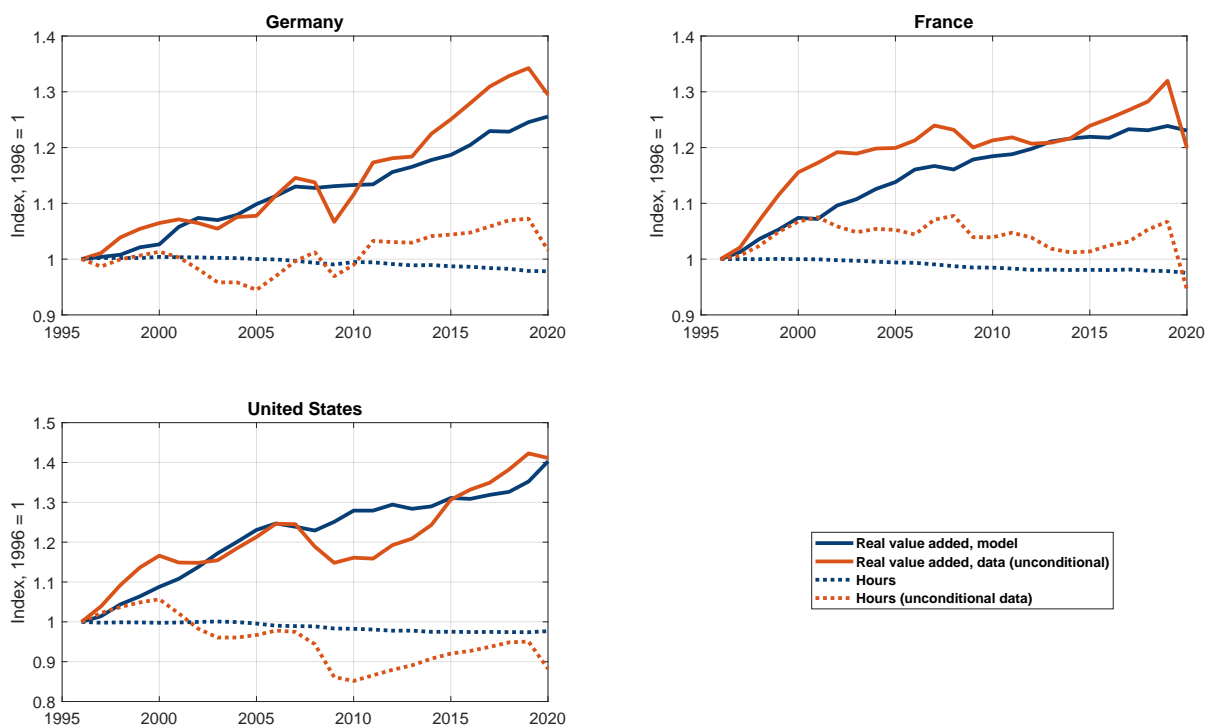 Germany
Index, 1996 = 1
1.4
1.3
1.2
1.1
1
0.9
1995 2000 2005 2010 2015 2020
France
Index, 1996 = 1
1.4
1.3
1.2
1.1
1
0.9
1995 2000 2005 2010 2015 2020
United States
Index, 1996 = 1
1.5
1.4
1.3
1.2
1.1
1
0.9
0.8
1995 2000 2005 2010 2015 2020
Real value added, model
Real value added, data (unconditional)
Hours
Hours (unconditional data)